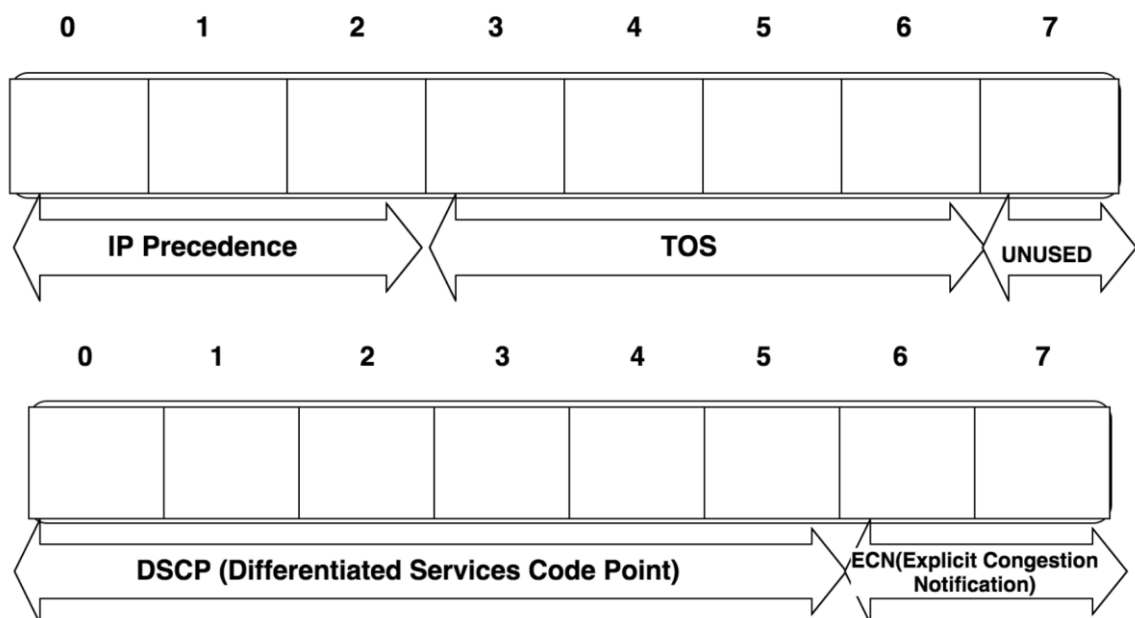 0 1 2 3 4 5 6 7
IP Precedence TOS UNUSED
0 1 2 3 4 5 6 7
DSCP (Differentiated Services Code Point)
ECN(Explicit Congestion
Notification)